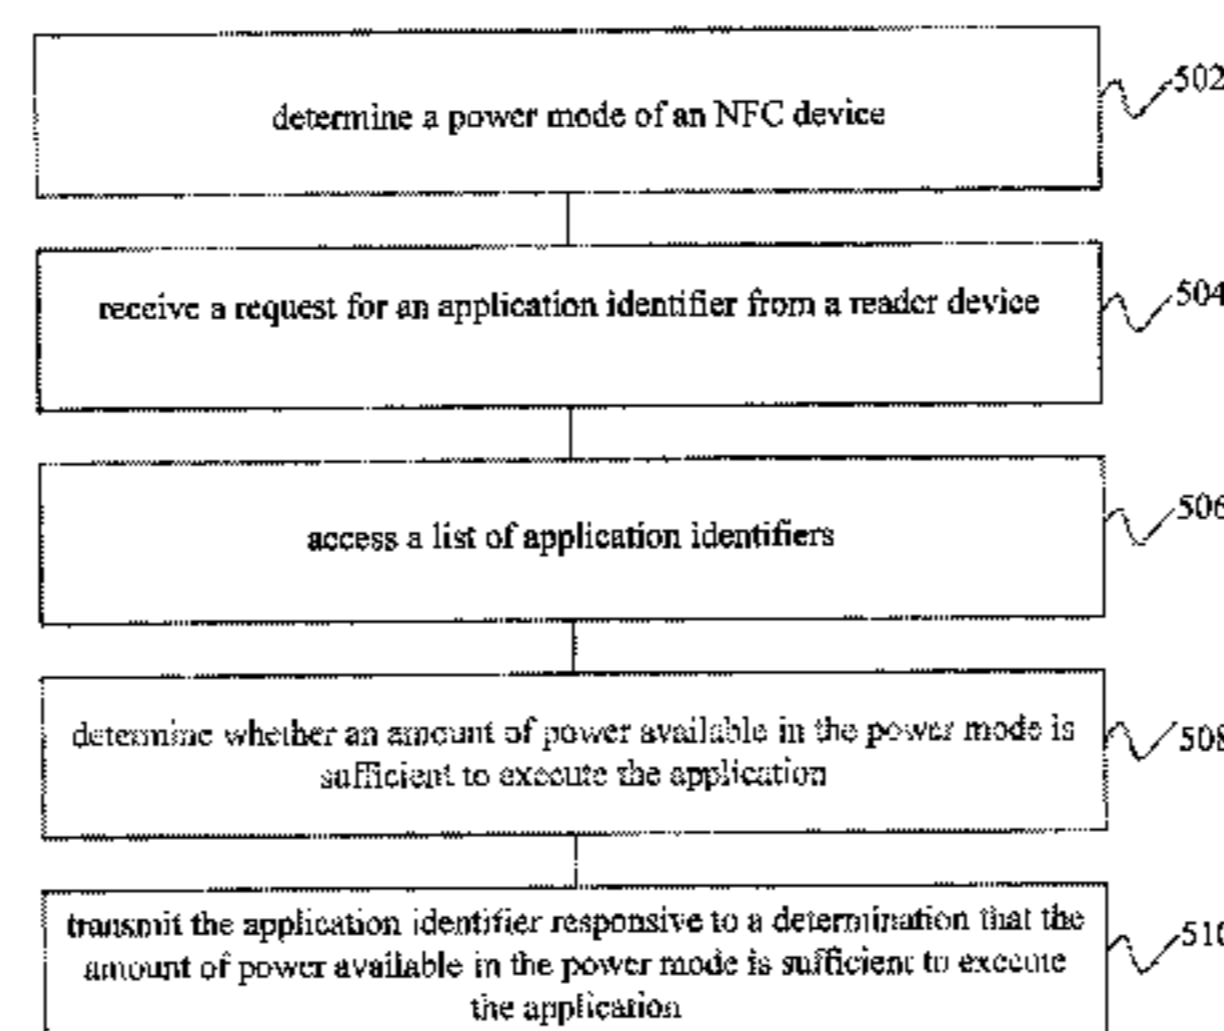 determine a power mode of an NFC device
502
receive a request for an application identifier from a reader device
504
access a list of application identifiers
506
determine whether an amount of power available in the power mode is
sufficient to execute the application
508
transmit the application identifier responsive to a determination that the
amount of power available in the power mode is sufficient to execute
the application
510